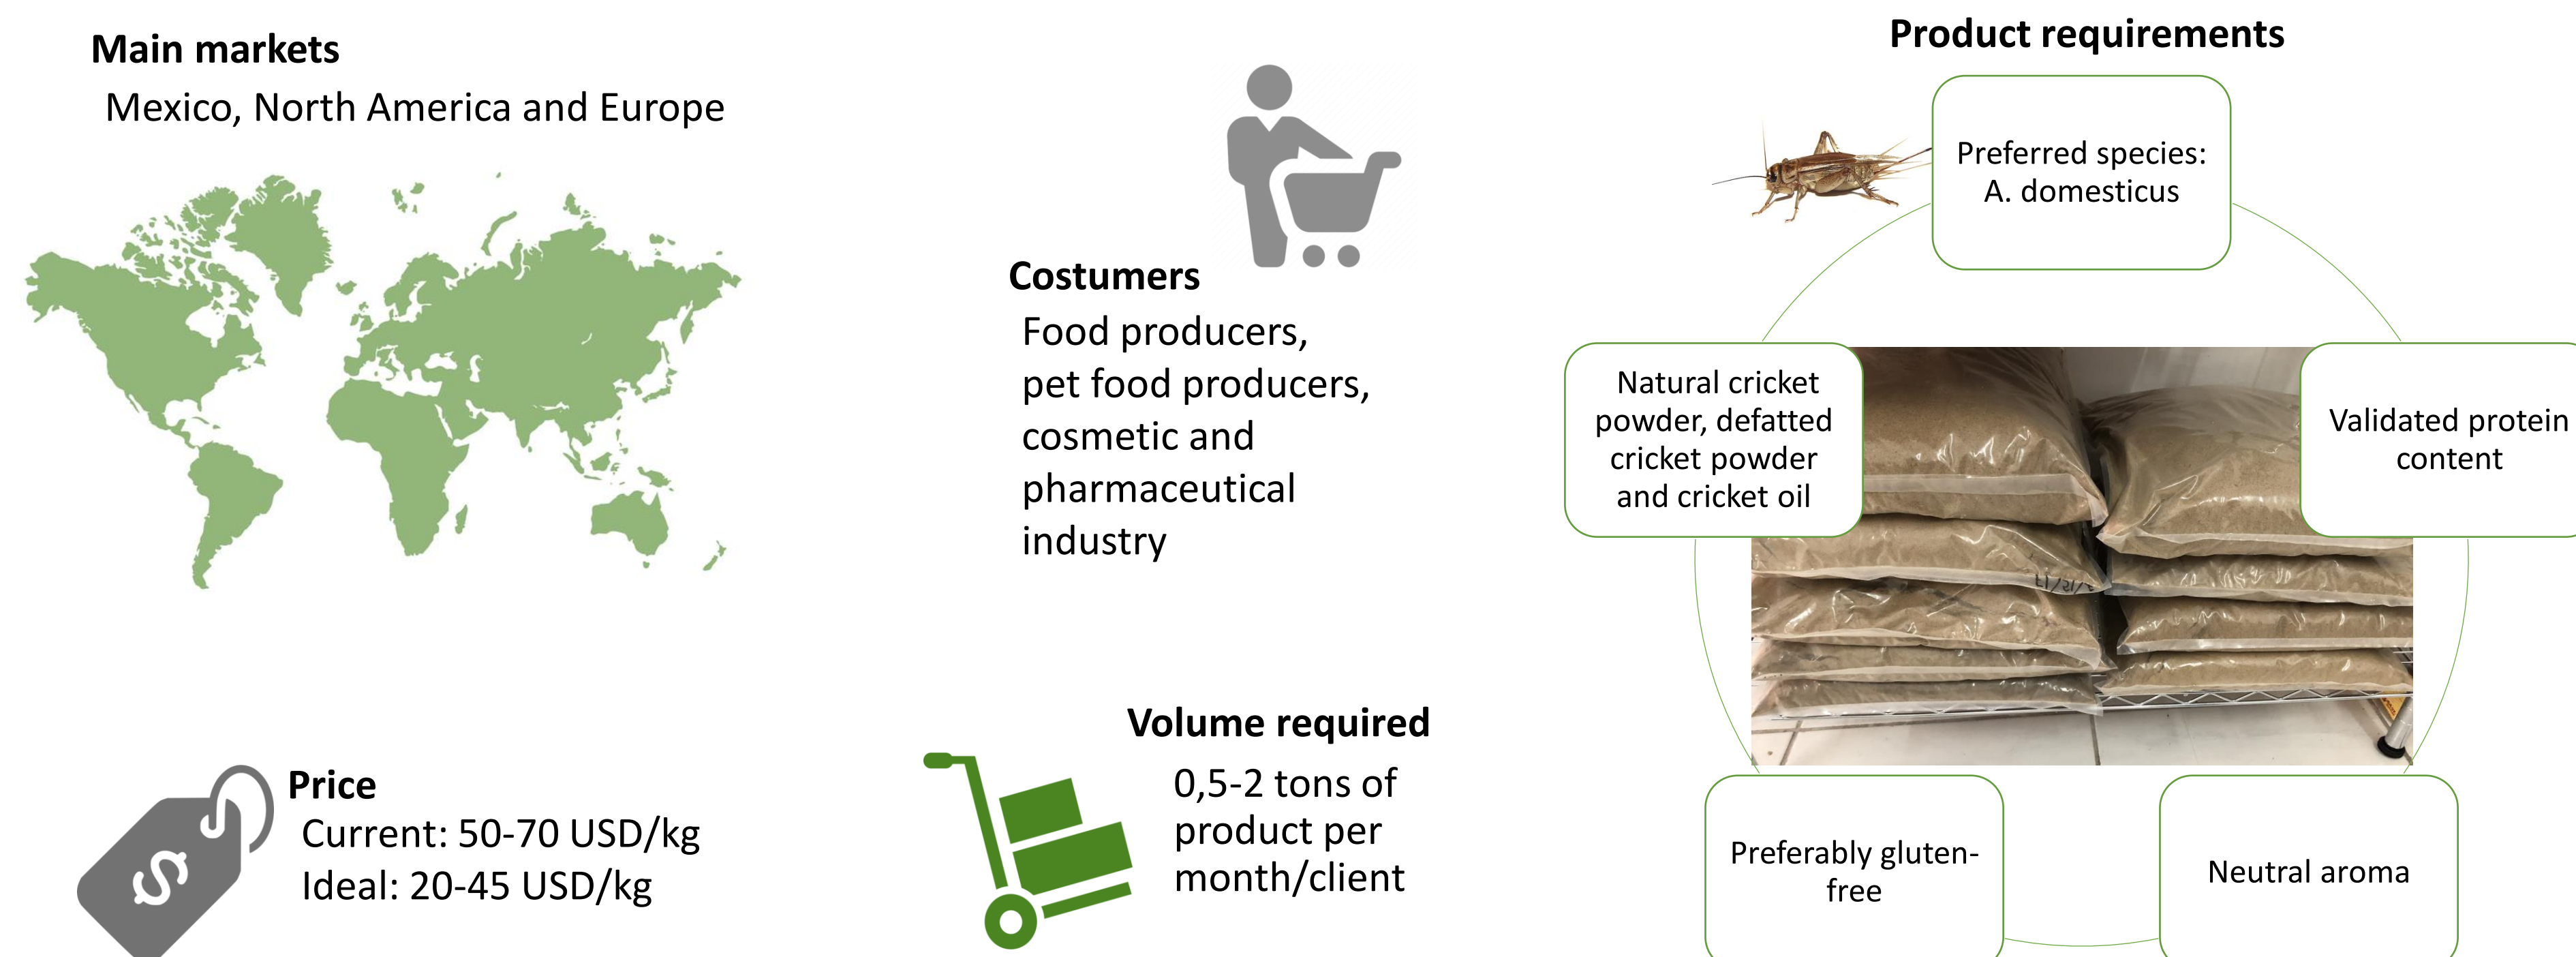 Main markets
Mexico, North America and Europe
Costumers
Food producers,
pet food producers,
cosmetic and
pharmaceutical
industry
Price
Current: 50-70 USD/kg
Ideal: 20-45 USD/kg
$
Volume required
0,5-2 tons of
product per
month/client
Product requirements
Preferred species:
A. domesticus
Validated protein
content
Neutral aroma
Preferably gluten-
free
Natural cricket
powder, defatted
cricket powder
and cricket oil